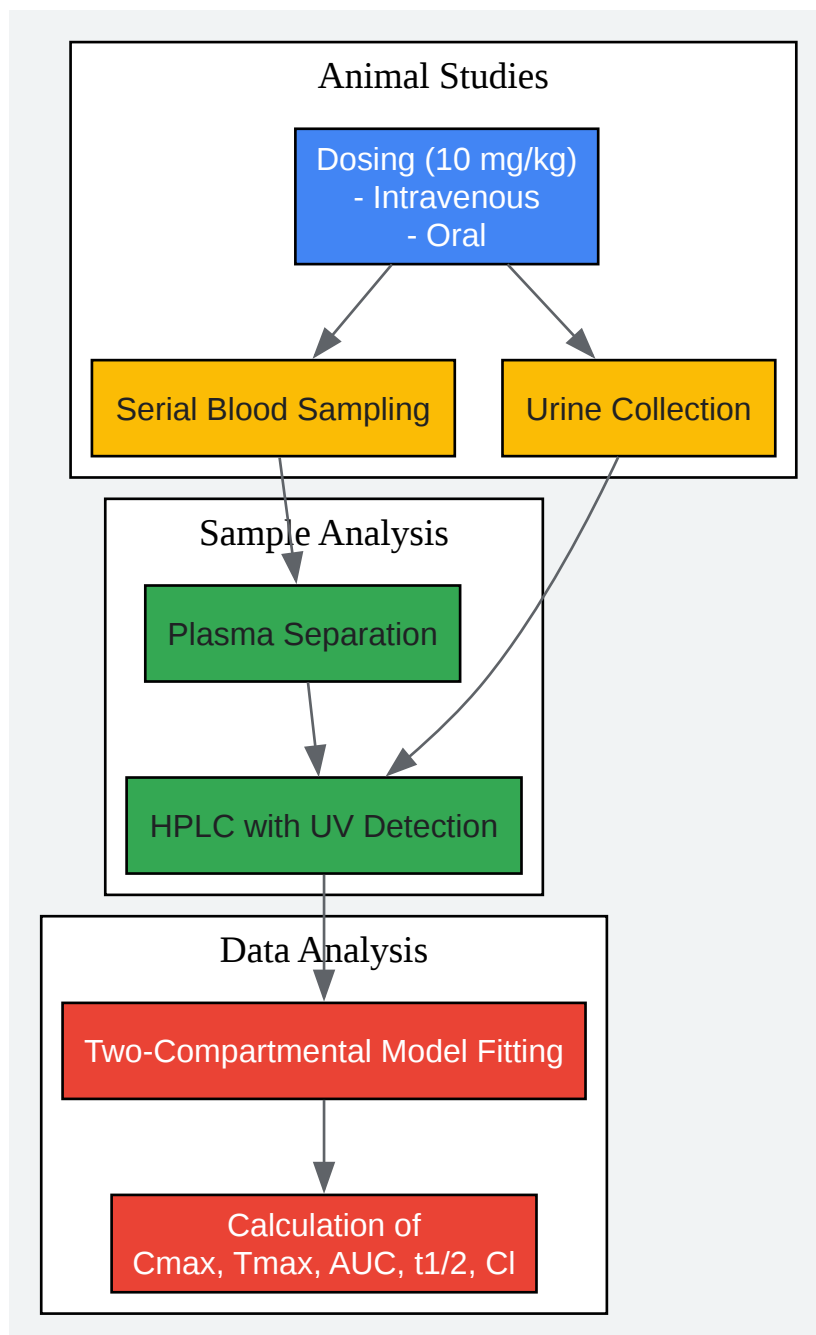 Animal Studies
Dosing (10 mg/kg)
- Intravenous
- Oral
Serial Blood Sampling
Urine Collection
Sample Analysis
Plasma Separation
HPLC with UV Detection
Data Analysis
Two-Compartmental Model Fitting
Calculation of
Cmax, Tmax, AUC, t1/2, Cl